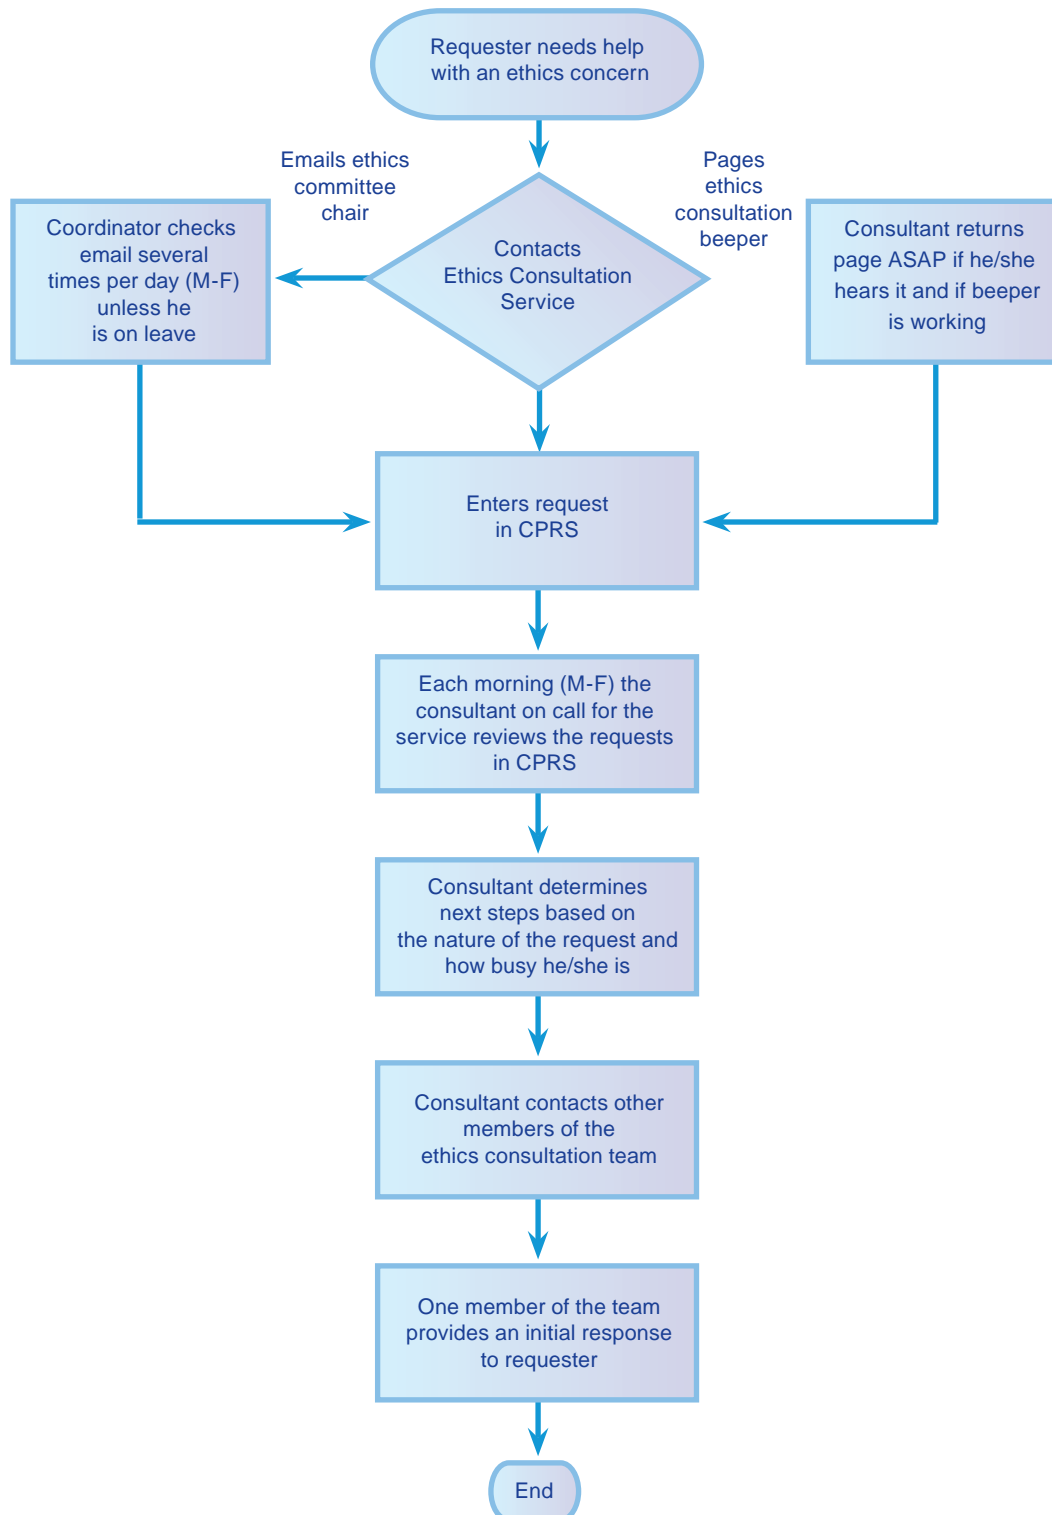 Requester needs help
with an ethics concern
Emails ethics
committee
chair
Pages
ethics
consultation
beeper
Coordinator checks
email several
times per day (M-F)
unless he
is on leave
Contacts
Ethics Consultation
Service
Consultant returns
page ASAP if he/she
hears it and if beeper
is working
Enters request
in CPRS
Each morning (M-F) the
consultant on call for the
service reviews the requests
in CPRS
Consultant determines
next steps based on
the nature of the request and
how busy he/she is
Consultant contacts other
members of the
ethics consultation team
One member of the team
provides an initial response
to requester
End